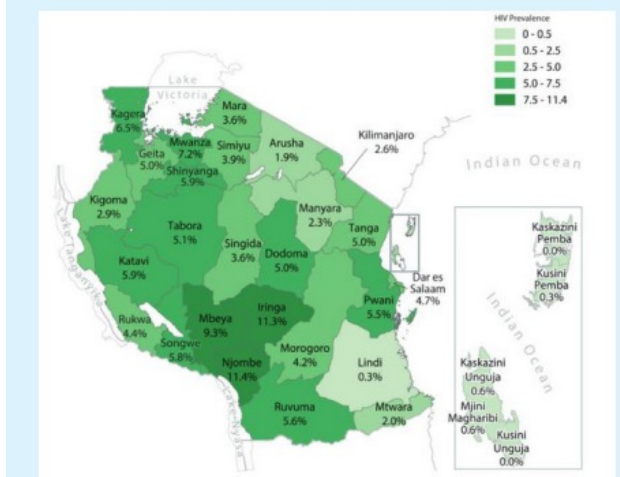 HIV Prevalence
0 - 0.5
0.5 - 2.5
2.5 - 5.0
5.0 - 7.5
7.5 - 11.4
Lake
Victoria
Kagera
6.5%
Mara
3.6%
Mwanza
7.2%
Geita
5.0%
Simiyu
3.9%
Shinyanga
5.9%
Arusha
1.9%
Kilimanjaro
2.6%
Indian Ocean
Kigoma
2.9%
Lake Tanganyika
Tabora
5.1%
Singida
3.6%
Manyara
2.3%
Tanga
5.0%
Dodoma
5.0%
Katavi
5.9%
Dar es
Salaam
4.7%
Pwani
5.5%
Rukwa
4.4%
Songwe
5.8%
Mbeya
9.3%
Iringa
11.3%
Njombe
11.4%
Morogoro
4.2%
Lindi
0.3%
Lake Nyasa
Ruvuma
5.6%
Mtwara
2.0%
Kaskazini
Pemba
0.0%
Kusini
Pemba
0.3%
Indian Ocean
Kaskazini
Unguja
0.6%
Mjini
Magharibi
0.6%
Kusini
Unguja
0.0%